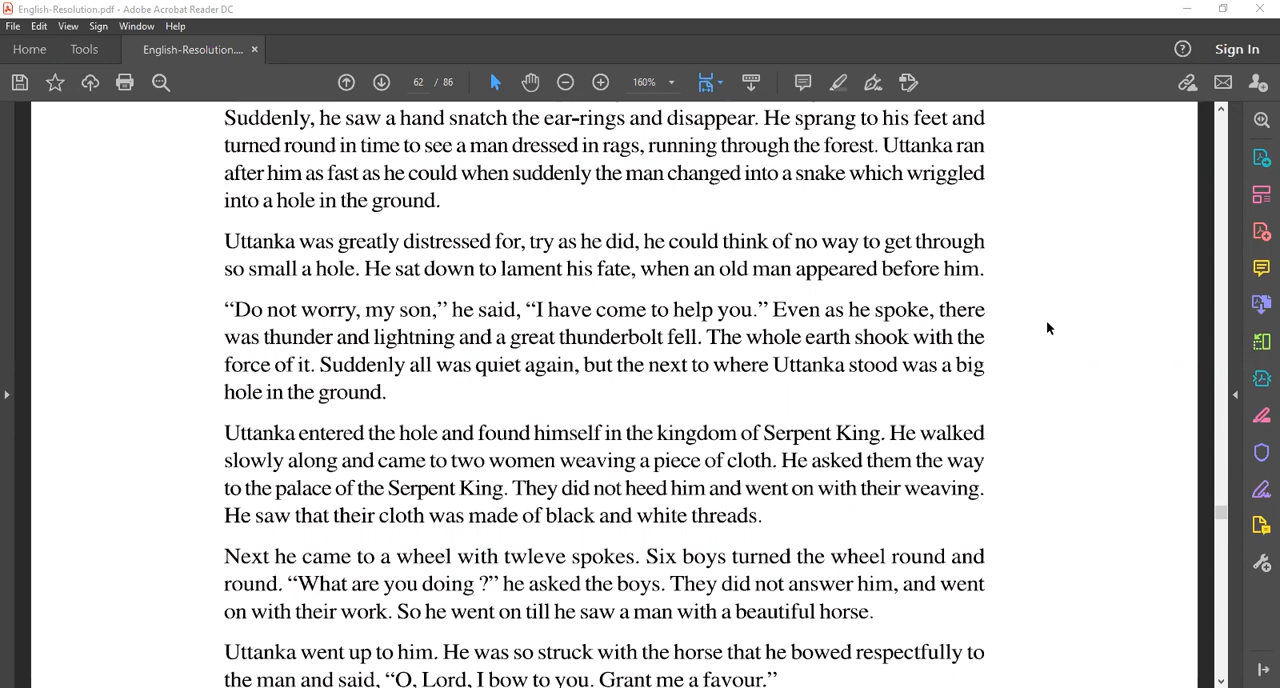 English-Resolution.pdf - Adobe Acrobat Reader DC
File Edit View Sign Window Help
Home Tools English-Resolution.... × Sign In
62 / 86 160%
Suddenly, he saw a hand snatch the ear-rings and disappear. He sprang to his feet and
turned round in time to see a man dressed in rags, running through the forest. Uttanka ran
after him as fast as he could when suddenly the man changed into a snake which wriggled
into a hole in the ground.
Uttanka was greatly distressed for, try as he did, he could think of no way to get through
so small a hole. He sat down to lament his fate, when an old man appeared before him.
“Do not worry, my son,” he said, “I have come to help you.” Even as he spoke, there
was thunder and lightning and a great thunderbolt fell. The whole earth shook with the
force of it. Suddenly all was quiet again, but the next to where Uttanka stood was a big
hole in the ground.
Uttanka entered the hole and found himself in the kingdom of Serpent King. He walked
slowly along and came to two women weaving a piece of cloth. He asked them the way
to the palace of the Serpent King. They did not heed him and went on with their weaving.
He saw that their cloth was made of black and white threads.
Next he came to a wheel with twleve spokes. Six boys turned the wheel round and
round. “What are you doing ?” he asked the boys. They did not answer him, and went
on with their work. So he went on till he saw a man with a beautiful horse.
Uttanka went up to him. He was so struck with the horse that he bowed respectfully to
the man and said, “O, Lord, I bow to you. Grant me a favour.”